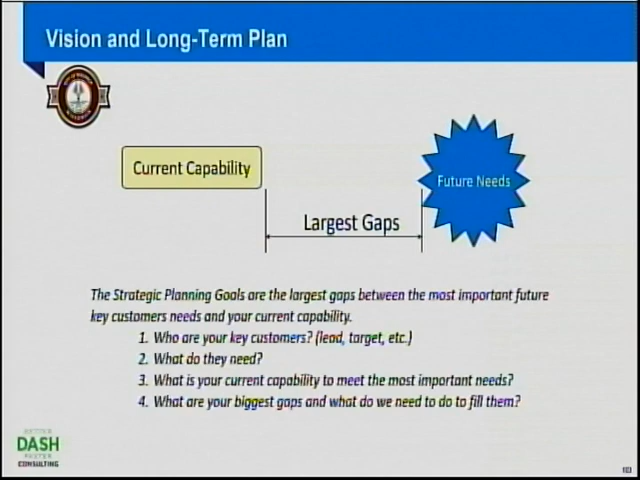 Vision and Long-Term Plan
Current Capability
Future Needs
Largest Gaps
The Strategic Planning Goals are the largest gaps between the most important future
key customers needs and your current capability.
1. Who are your key customers? (lead, target, etc.)
2. What do they need?
3. What is your current capability to meet the most important needs?
4. What are your biggest gaps and what do we need to do to fill them?
BETTER
DASH
FASTER
CONSULTING